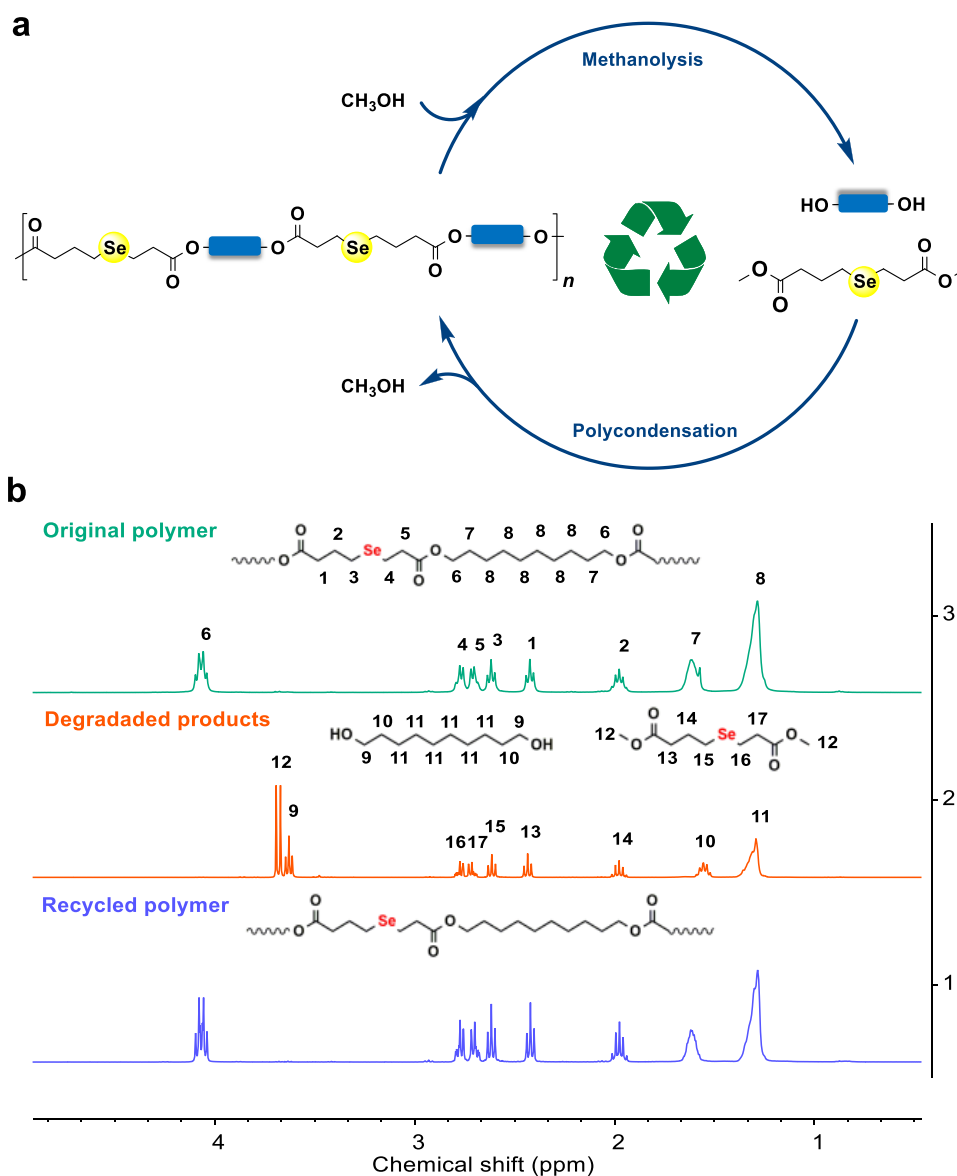 a
Methanolysis
CH3OH
HO OH
O O O O
Se O O Se O O
O O n
O O
Se
O
CH3OH
Polycondensation
b
Original polymer
O 2 5 7 8 8 8 6 O
O Se O O
1 3 O 4 6 8 8 8 7
6 4 5 3 1 2 7 8
3
Degradaded products
10 11 11 11 9
HO OH
9 11 11 11 10
O 14 17
12 O Se O 12
13 15 16 O
12 9 16 17 15 13 14 10 11
2
Recycled polymer
O O
O Se O O
O
1
4 3 2 1
Chemical shift (ppm)